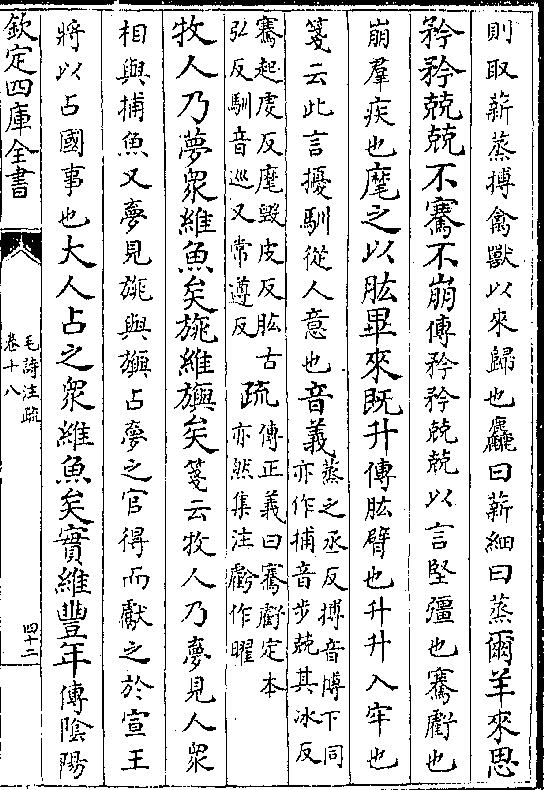 則取薪蒸搏禽獸以來歸也麤曰薪細曰蒸爾羊來思
矜矜兢兢不騫不崩傳矜矜兢兢以言堅彊也騫虧也
崩羣疾也麾之以肱畢來既升傳肱臂也升升入牢也
箋云此言擾馴從人意也音義蒸之丞反搏音博下同
亦作捕音步兢其冰反
騫起虔反麾毀皮反肱古
弘反馴音巡又常遵反
疏傳正義曰騫虧定本
亦然集注虧作曜
牧人乃夢衆維魚矣旐維旟矣箋云牧人乃夢見人衆
相與捕魚又夢見旐與旟占夢之官得而獻之於宣王
將以占國事也大人占之衆維魚矣實維豐年傳陰陽
欽定四庫全書
毛詩注疏
卷十八
四十二